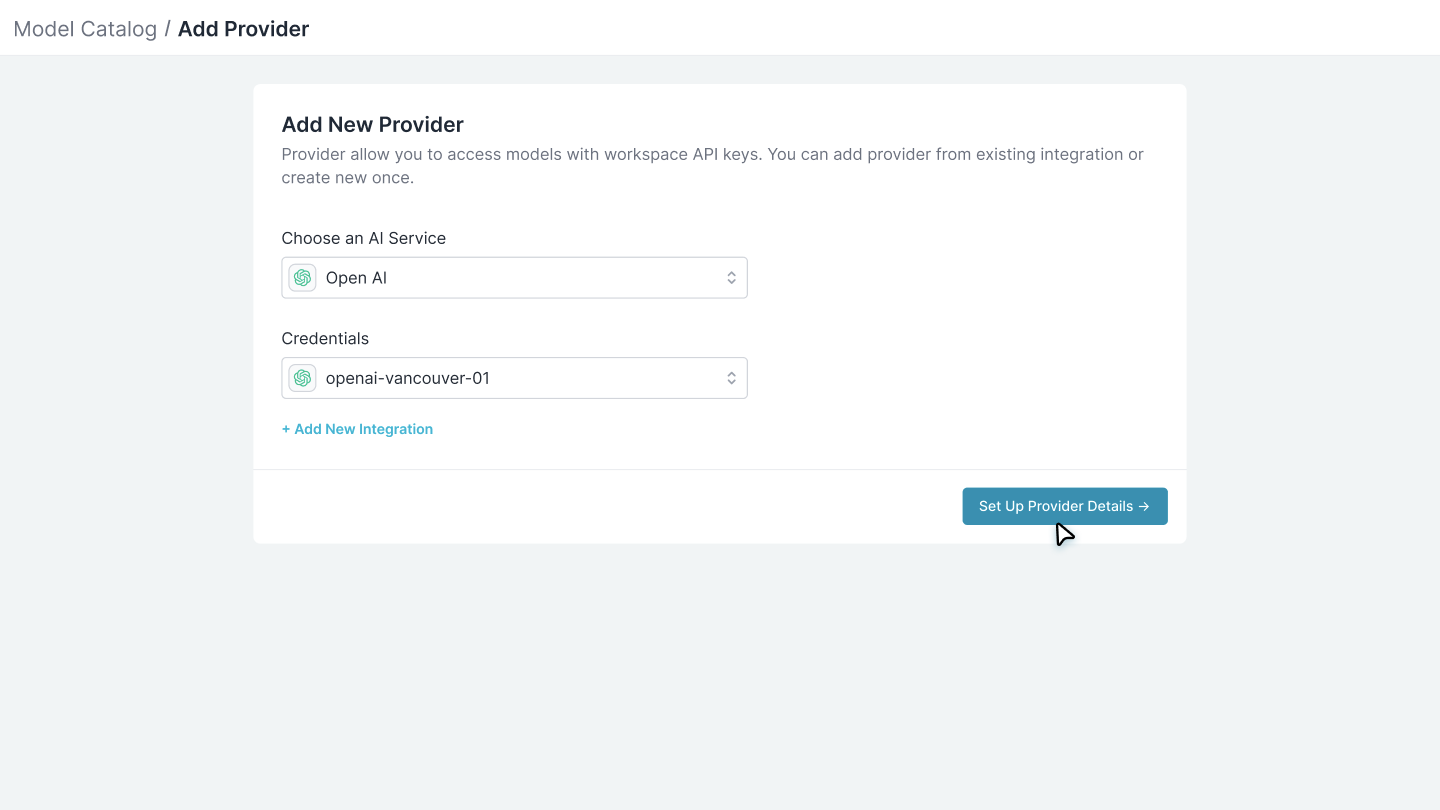 Model Catalog / Add Provider
Add New Provider
Provider allow you to access models with workspace API keys. You can add provider from existing integration or
create new once.
Choose an AI Service
Open AI
Credentials
openai-vancouver-01
+ Add New Integration
Set Up Provider Details →